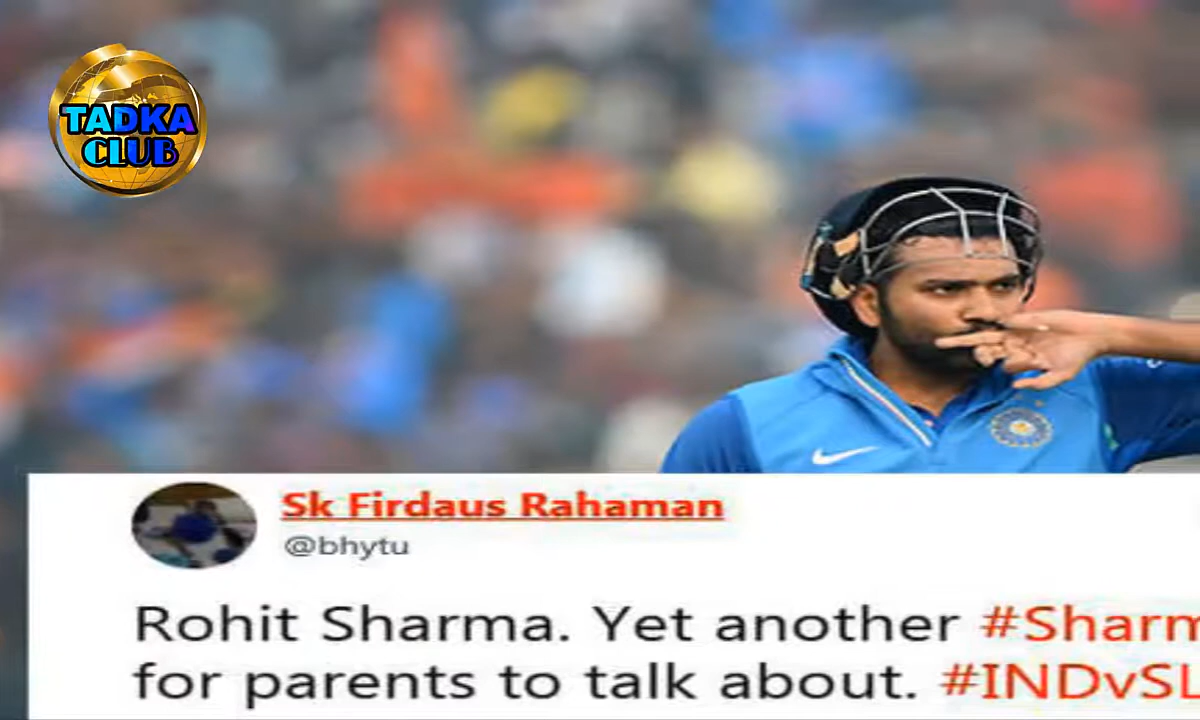 TADKA
CLUB
Sk Firdaus Rahaman
@bhytu
Rohit Sharma. Yet another #Sharm
for parents to talk about. #INDvSL